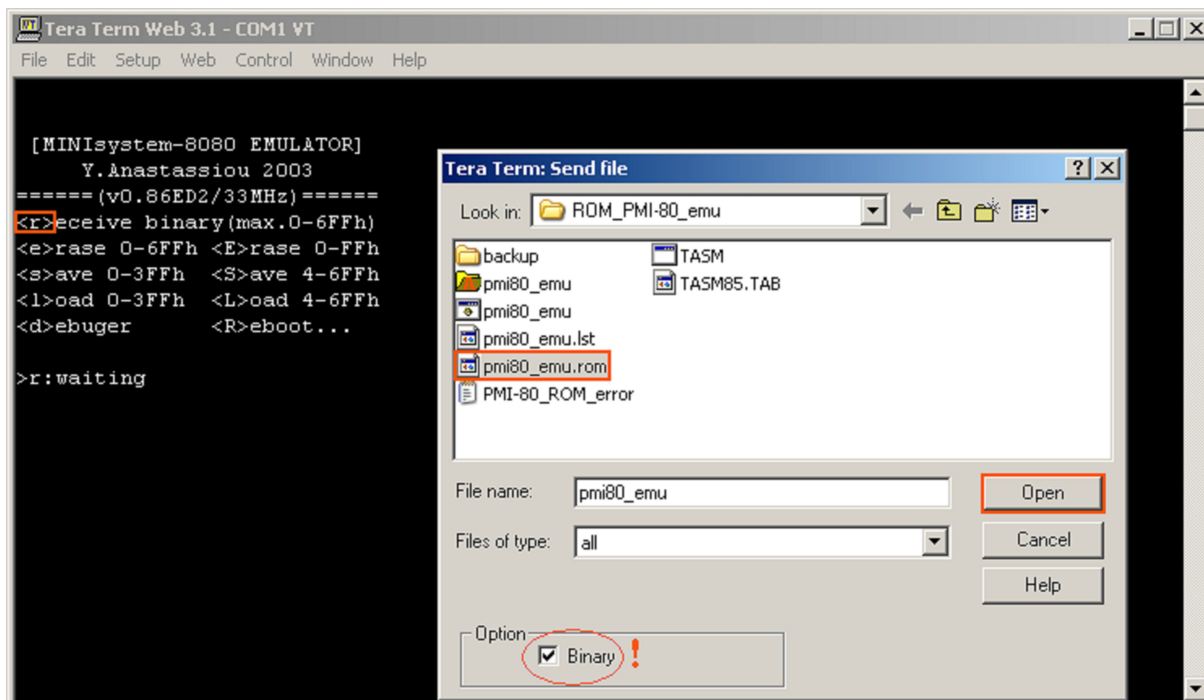 Tera Term Web 3.1 - COM1 VT
File Edit Setup Web Control Window Help
[MINIsystem-8080 EMULATOR]
Y.Anastassiou 2003
======(v0.86ED2/33MHz)======
<r>eceive binary(max.0-6FFh)
<e>rase 0-6FFh <E>rase 0-FFh
<s>ave 0-3FFh <S>ave 4-6FFh
<l>oad 0-3FFh <L>oad 4-6FFh
<d>ebuger <R>eboot...
>r:waiting
Tera Term: Send file
Look in: ROM_PMI-80_emu
backup
pmi80_emu
pmi80_emu
pmi80_emu.lst
pmi80_emu.rom
PMI-80_ROM_error
TASM
TASM85.TAB
File name: pmi80_emu Open
Files of type: all Cancel
Help
Option
Binary !